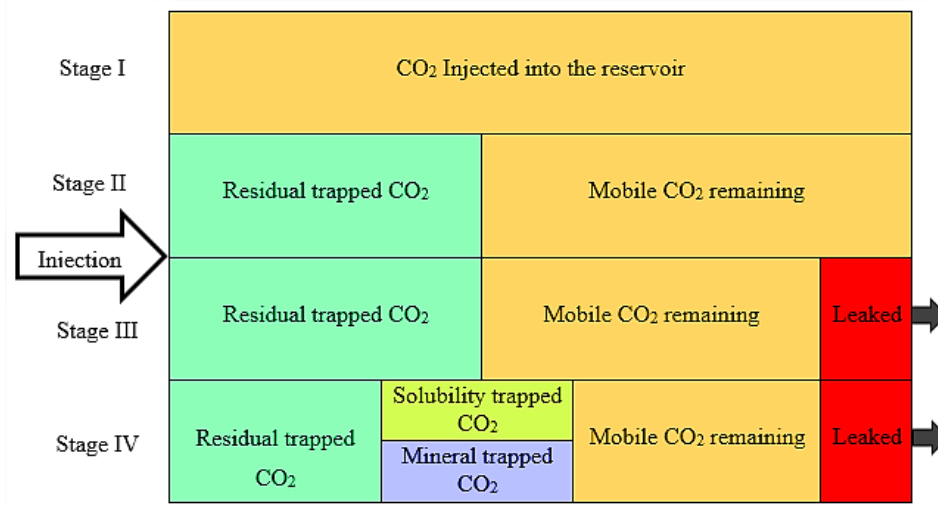 Stage I
CO₂ Injected into the reservoir
Stage II
Residual trapped CO₂
Mobile CO₂ remaining
Injection
Stage III
Residual trapped CO₂
Mobile CO₂ remaining
Leaked
Stage IV
Residual trapped
CO₂
Solubility trapped
CO₂
Mineral trapped
CO₂
Mobile CO₂ remaining
Leaked